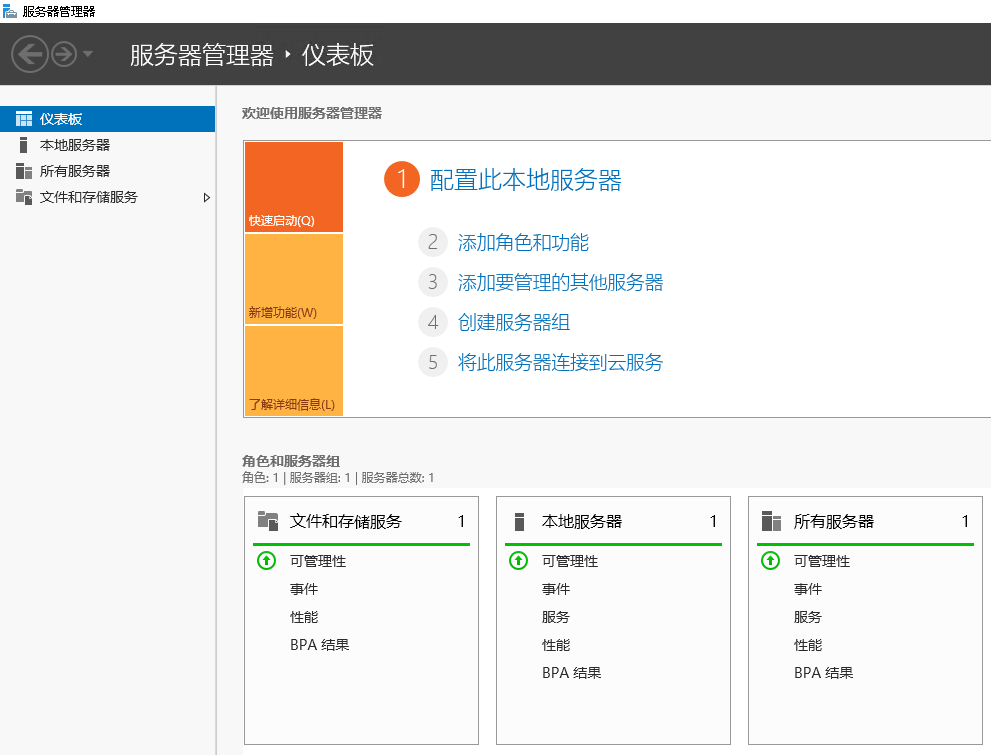 服务器管理器
服务器管理器 ‣ 仪表板
仪表板
本地服务器
所有服务器
文件和存储服务
欢迎使用服务器管理器
快速启动(Q)
新增功能(W)
了解详细信息(L)
1 配置此本地服务器
2 添加角色和功能
3 添加要管理的其他服务器
4 创建服务器组
5 将此服务器连接到云服务
角色和服务器组
角色: 1 | 服务器组: 1 | 服务器总数: 1
文件和存储服务 1
可管理性
事件
性能
BPA 结果
本地服务器 1
可管理性
事件
服务
性能
BPA 结果
所有服务器 1
可管理性
事件
服务
性能
BPA 结果